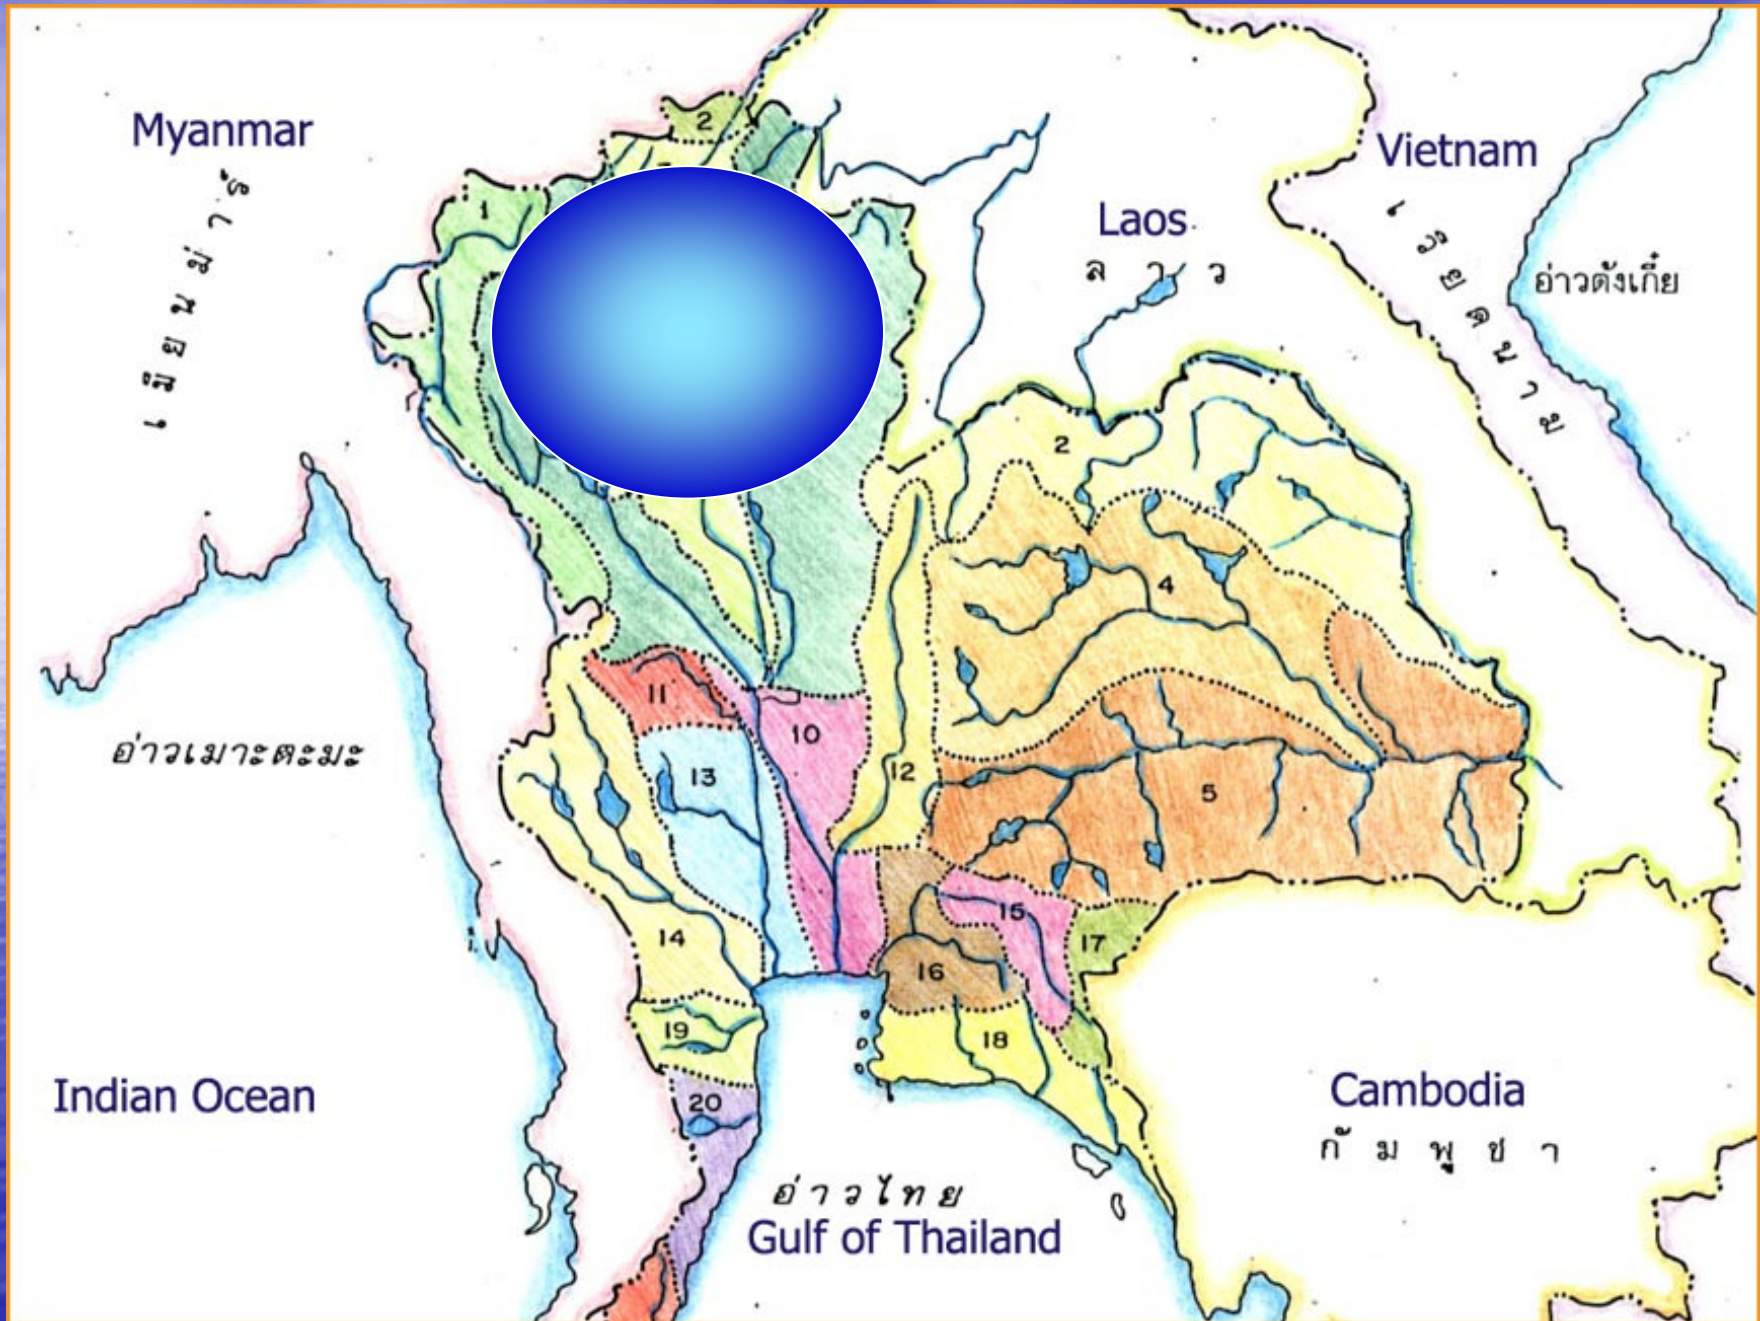 Myanmar
เมียนม่าร์
Vietnam
เวียดนาม
Laos
ลาว
อ่าวตังเกี๋ย
อ่าวเมาะตะมะ
Indian Ocean
Cambodia
กัมพูชา
อ่าวไทย
Gulf of Thailand
2
1
2
4
11
10
13
12
5
14
15
17
16
19
18
20